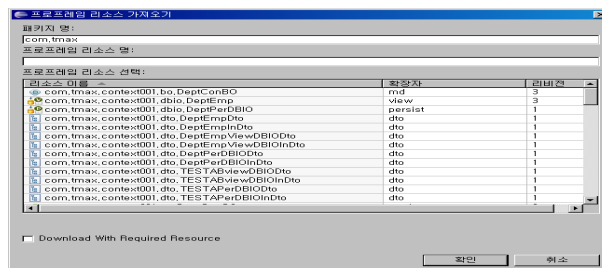 프로프레임 리소스 가져오기
패키지 명:
com.tmax
프로프레임 리소스 명:
프로프레임 리소스 선택:
리소스 이름 확장자 리비전
com.tmax.context001.bo.DeptConBO md 3
com.tmax.context001.dbio.DeptEmp view 3
com.tmax.context001.dbio.DeptPerDBIO persist 1
com.tmax.context001.dto.DeptEmpDto dto 1
com.tmax.context001.dto.DeptEmpInDto dto 1
com.tmax.context001.dto.DeptEmpViewDBIODto dto 1
com.tmax.context001.dto.DeptEmpViewDBIOInDto dto 1
com.tmax.context001.dto.DeptPerDBIODto dto 1
com.tmax.context001.dto.DeptPerDBIOInDto dto 1
com.tmax.context001.dto.TESTABviewDBIODto dto 1
com.tmax.context001.dto.TESTABviewDBIOInDto dto 1
com.tmax.context001.dto.TESTAPerDBIODto dto 1
com.tmax.context001.dto.TESTAPerDBIOInDto dto 1
Download With Required Resource
확인 취소